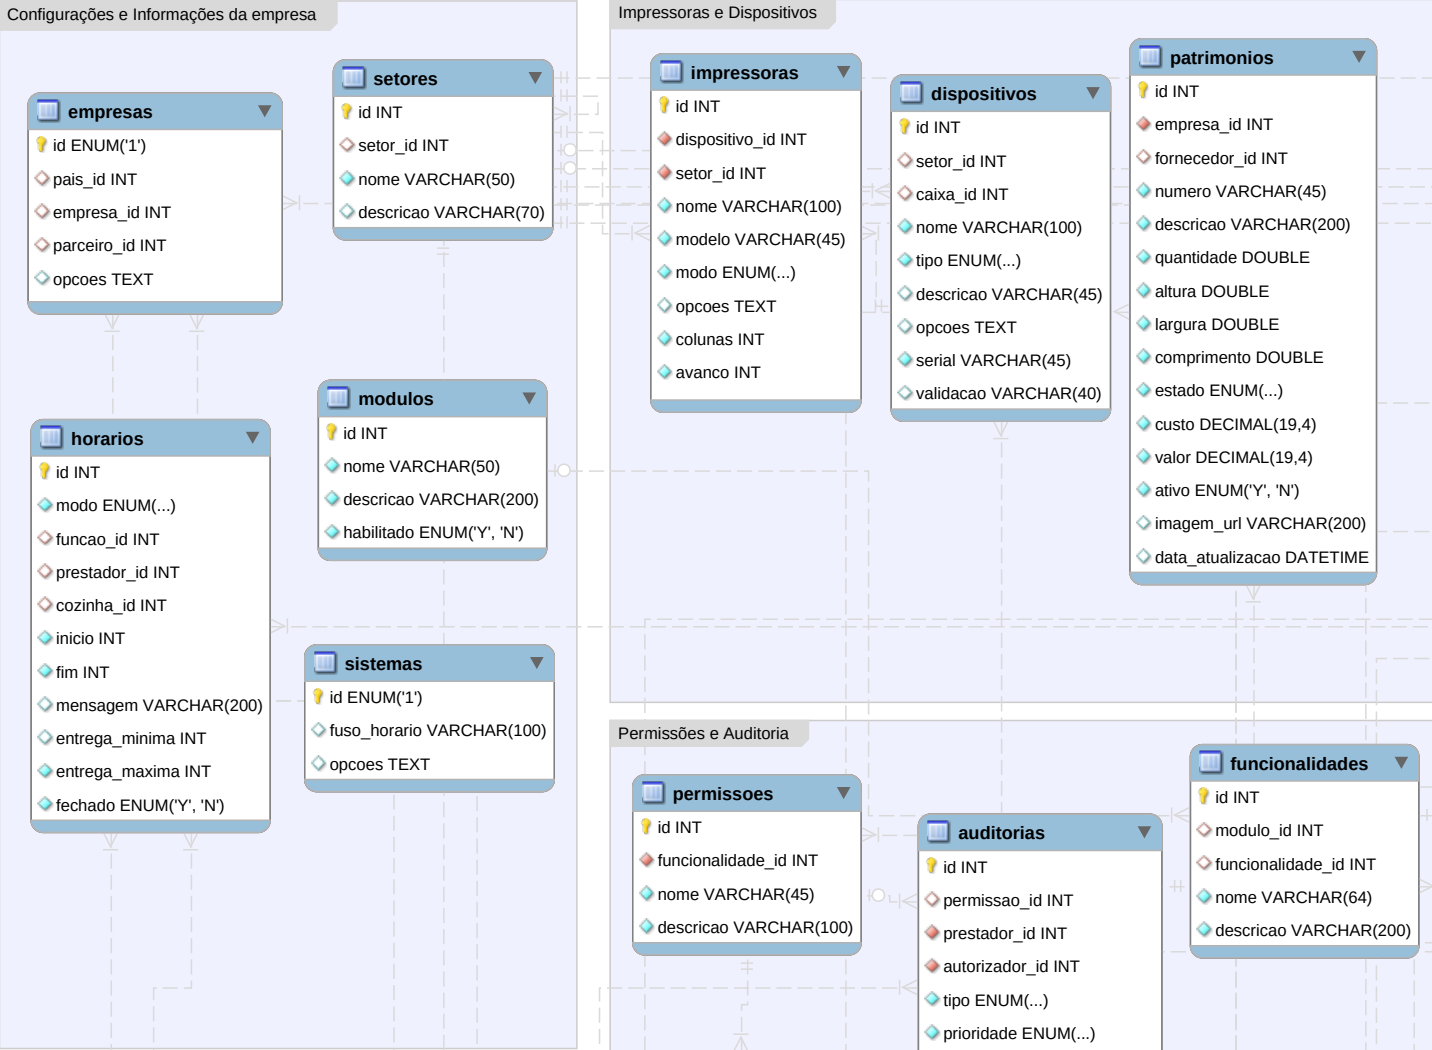 Configurações e Informações da empresa
empresas
id ENUM('1')
pais_id INT
empresa_id INT
parceiro_id INT
opcoes TEXT
setores
id INT
setor_id INT
nome VARCHAR(50)
descricao VARCHAR(70)
horarios
id INT
modo ENUM(...)
funcao_id INT
prestador_id INT
cozinha_id INT
inicio INT
fim INT
mensagem VARCHAR(200)
entrega_minima INT
entrega_maxima INT
fechado ENUM('Y', 'N')
modulos
id INT
nome VARCHAR(50)
descricao VARCHAR(200)
habilitado ENUM('Y', 'N')
sistemas
id ENUM('1')
fuso_horario VARCHAR(100)
opcoes TEXT
Impressoras e Dispositivos
impressoras
id INT
dispositivo_id INT
setor_id INT
nome VARCHAR(100)
modelo VARCHAR(45)
modo ENUM(...)
opcoes TEXT
colunas INT
avanco INT
dispositivos
id INT
setor_id INT
caixa_id INT
nome VARCHAR(100)
tipo ENUM(...)
descricao VARCHAR(45)
opcoes TEXT
serial VARCHAR(45)
validacao VARCHAR(40)
patrimonios
id INT
empresa_id INT
fornecedor_id INT
numero VARCHAR(45)
descricao VARCHAR(200)
quantidade DOUBLE
altura DOUBLE
largura DOUBLE
comprimento DOUBLE
estado ENUM(...)
custo DECIMAL(19,4)
valor DECIMAL(19,4)
ativo ENUM('Y', 'N')
imagem_url VARCHAR(200)
data_atualizacao DATETIME
Permissões e Auditoria
permissoes
id INT
funcionalidade_id INT
nome VARCHAR(45)
descricao VARCHAR(100)
auditorias
id INT
permissao_id INT
prestador_id INT
autorizador_id INT
tipo ENUM(...)
prioridade ENUM(...)
funcionalidades
id INT
modulo_id INT
funcionalidade_id INT
nome VARCHAR(64)
descricao VARCHAR(200)